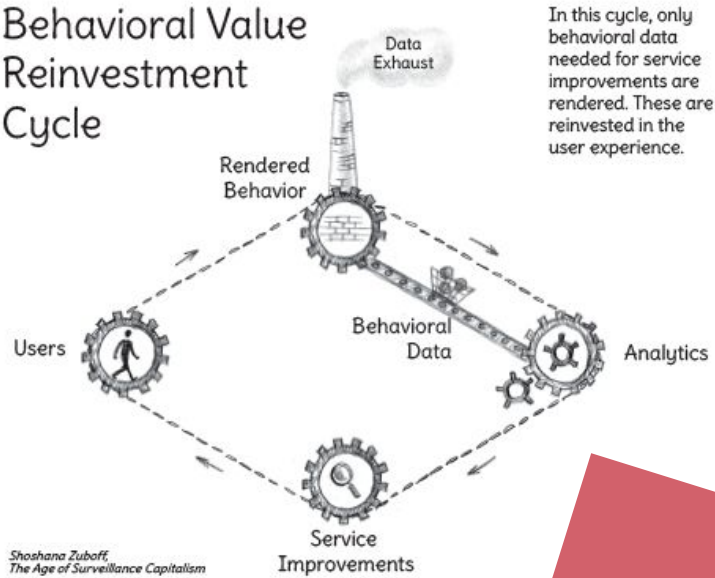 Behavioral Value
Reinvestment
Cycle
Data
Exhaust
In this cycle, only
behavioral data
needed for service
improvements are
rendered. These are
reinvested in the
user experience.
Rendered
Behavior
Users
Behavioral
Data
Analytics
Service
Improvements
Shoshana Zuboff,
The Age of Surveillance Capitalism